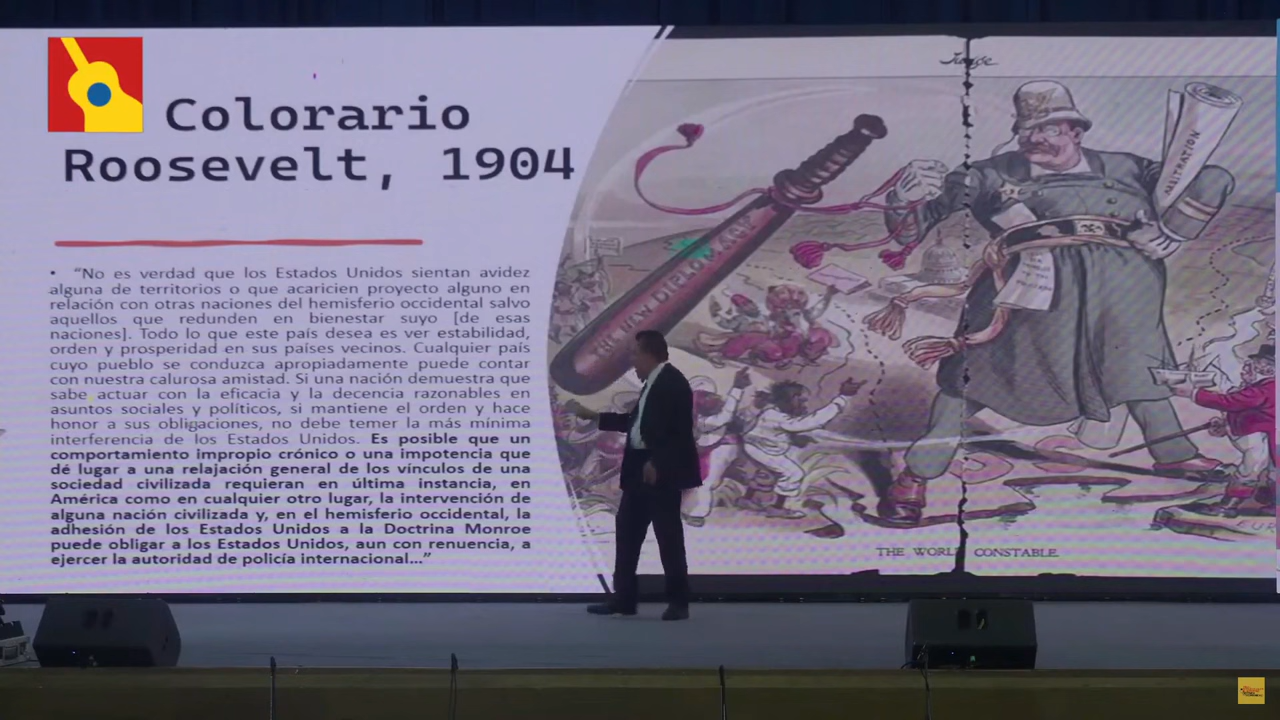 Colorario
Roosevelt, 1904
• “No es verdad que los Estados Unidos sientan avidez
alguna de territorios o que acaricien proyecto alguno en
relación con otras naciones del hemisferio occidental salvo
aquellos que redunden en bienestar suyo [de esas
naciones]. Todo lo que este país desea es ver estabilidad,
orden y prosperidad en sus países vecinos. Cualquier país
cuyo pueblo se conduzca apropiadamente puede contar
con nuestra calurosa amistad. Si una nación demuestra que
sabe actuar con la eficacia y la decencia razonables en
asuntos sociales y políticos, si mantiene el orden y hace
honor a sus obligaciones, no debe temer la más mínima
interferencia de los Estados Unidos. Es posible que un
comportamiento impropio crónico o una impotencia que
dé lugar a una relajación general de los vínculos de una
sociedad civilizada requieran en última instancia, en
América como en cualquier otro lugar, la intervención de
alguna nación civilizada y, en el hemisferio occidental, la
adhesión de los Estados Unidos a la Doctrina Monroe
puede obligar a los Estados Unidos, aun con renuencia, a
ejercer la autoridad de policía internacional...”
Judge
THE NEW DIPLOMACY
THE WORLD CONSTABLE.